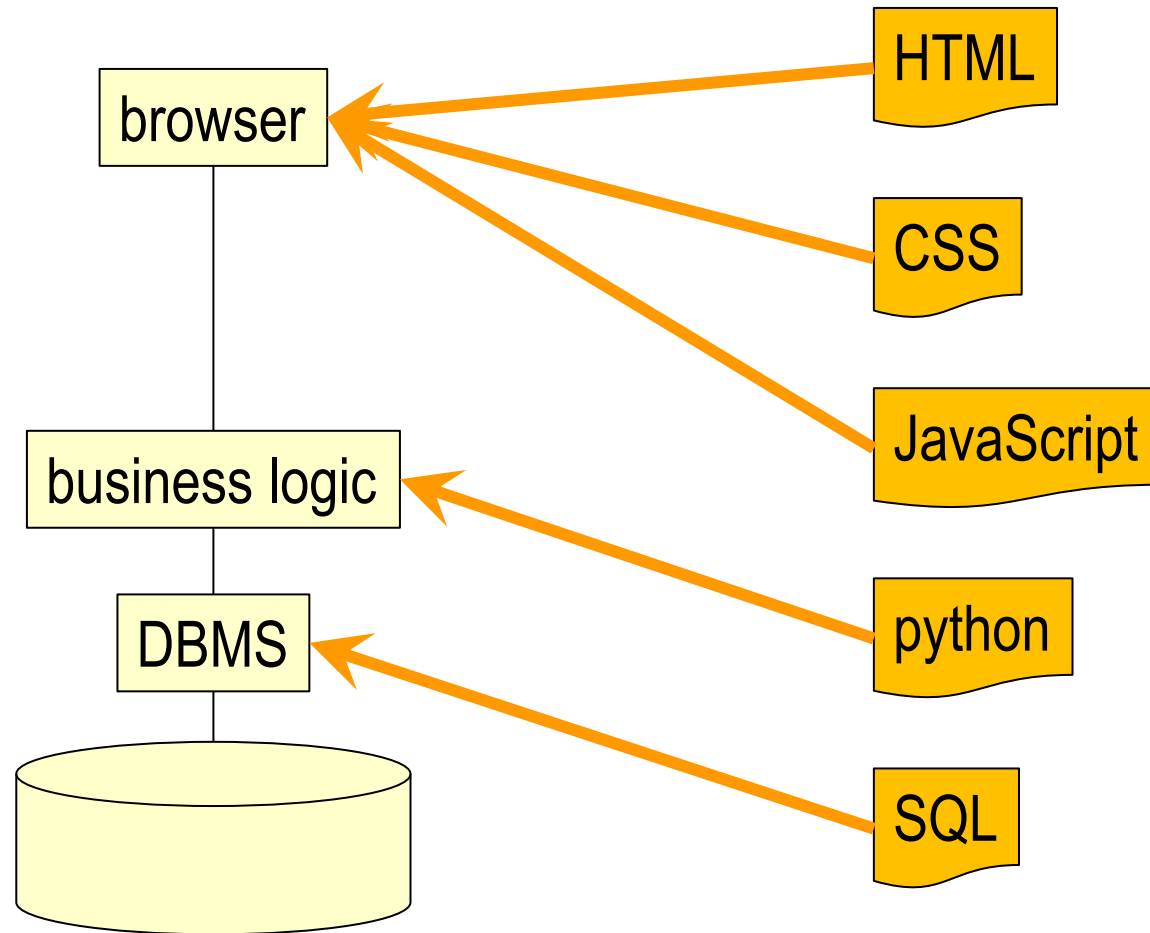 HTML
browser
CSS
JavaScript
business logic
python
DBMS
SQL